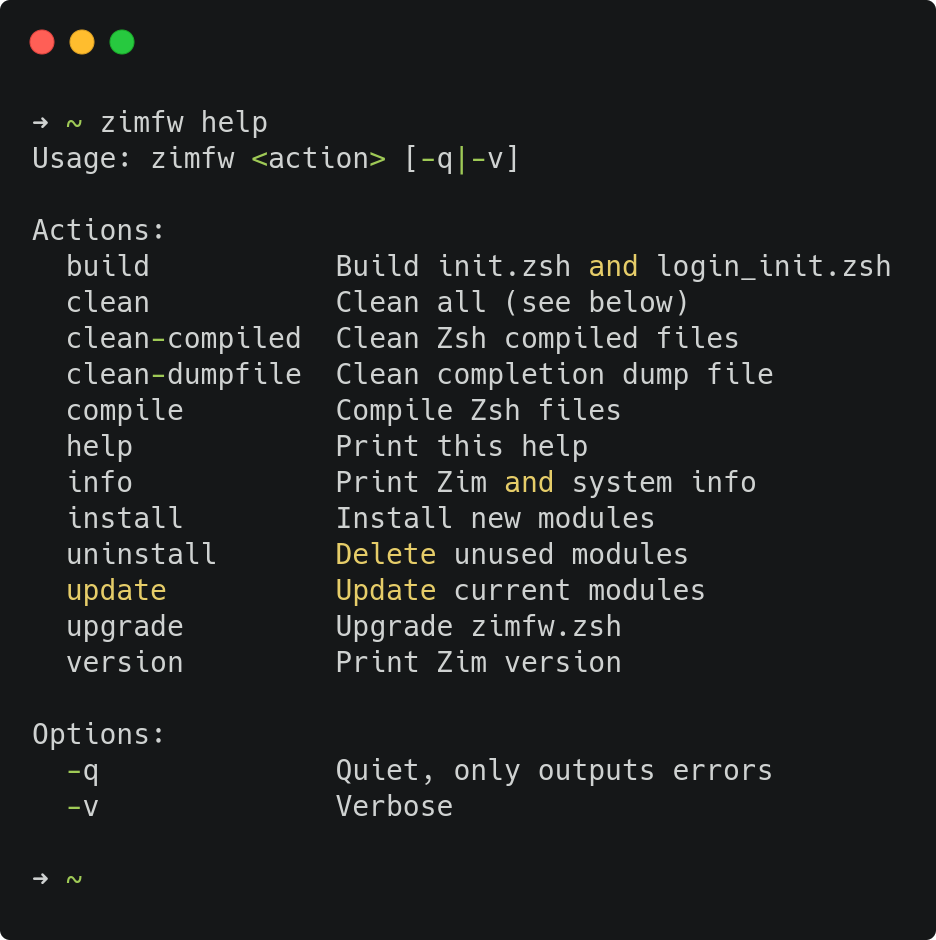 → ~ zimfw help
Usage: zimfw <action> [-q|-v]

Actions:
  build           Build init.zsh and login_init.zsh
  clean           Clean all (see below)
  clean-compiled  Clean Zsh compiled files
  clean-dumpfile  Clean completion dump file
  compile         Compile Zsh files
  help            Print this help
  info            Print Zim and system info
  install         Install new modules
  uninstall       Delete unused modules
  update          Update current modules
  upgrade         Upgrade zimfw.zsh
  version         Print Zim version

Options:
  -q              Quiet, only outputs errors
  -v              Verbose

→ ~